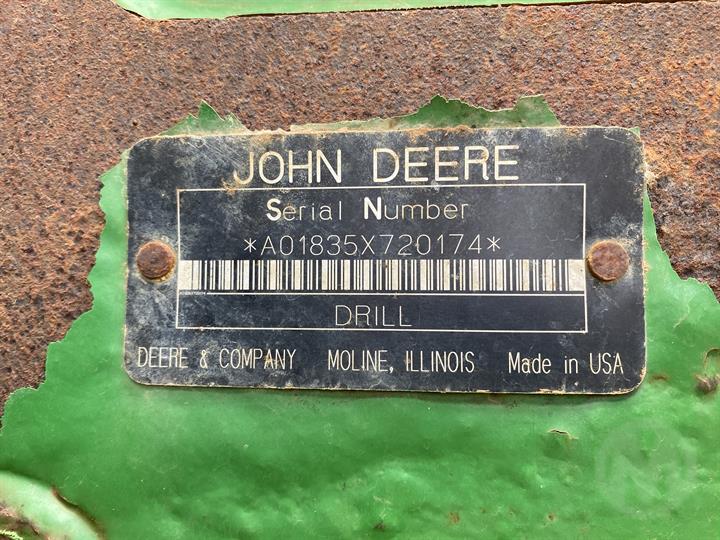 JOHN DEERE
Serial Number
*A01835X720174*
DRILL
DEERE & COMPANY MOLINE, ILLINOIS Made in USA